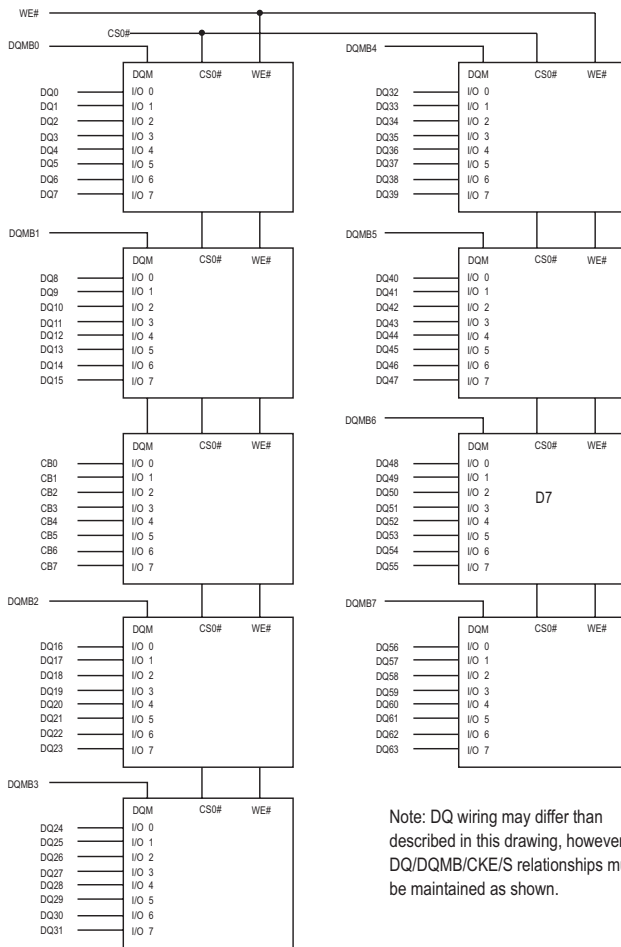 WE#
CS0#
DQMB0
DQM CS0# WE#
DQ0 I/O 0
DQ1 I/O 1
DQ2 I/O 2
DQ3 I/O 3
DQ4 I/O 4
DQ5 I/O 5
DQ6 I/O 6
DQ7 I/O 7
DQMB1
DQM CS0# WE#
DQ8 I/O 0
DQ9 I/O 1
DQ10 I/O 2
DQ11 I/O 3
DQ12 I/O 4
DQ13 I/O 5
DQ14 I/O 6
DQ15 I/O 7
DQM CS0# WE#
CB0 I/O 0
CB1 I/O 1
CB2 I/O 2
CB3 I/O 3
CB4 I/O 4
CB5 I/O 5
CB6 I/O 6
CB7 I/O 7
DQMB2
DQM CS0# WE#
DQ16 I/O 0
DQ17 I/O 1
DQ18 I/O 2
DQ19 I/O 3
DQ20 I/O 4
DQ21 I/O 5
DQ22 I/O 6
DQ23 I/O 7
DQMB3
DQM CS0# WE#
DQ24 I/O 0
DQ25 I/O 1
DQ26 I/O 2
DQ27 I/O 3
DQ28 I/O 4
DQ29 I/O 5
DQ30 I/O 6
DQ31 I/O 7
DQMB4
DQM CS0# WE#
DQ32 I/O 0
DQ33 I/O 1
DQ34 I/O 2
DQ35 I/O 3
DQ36 I/O 4
DQ37 I/O 5
DQ38 I/O 6
DQ39 I/O 7
DQMB5
DQM CS0# WE#
DQ40 I/O 0
DQ41 I/O 1
DQ42 I/O 2
DQ43 I/O 3
DQ44 I/O 4
DQ45 I/O 5
DQ46 I/O 6
DQ47 I/O 7
DQMB6
DQM CS0# WE#
DQ48 I/O 0
DQ49 I/O 1
DQ50 I/O 2
D7
DQ51 I/O 3
DQ52 I/O 4
DQ53 I/O 5
DQ54 I/O 6
DQ55 I/O 7
DQMB7
DQM CS0# WE#
DQ56 I/O 0
DQ57 I/O 1
DQ58 I/O 2
DQ59 I/O 3
DQ60 I/O 4
DQ61 I/O 5
DQ62 I/O 6
DQ63 I/O 7
Note: DQ wiring may differ than
described in this drawing, however
DQ/DQMB/CKE/S relationships
be maintained as shown.